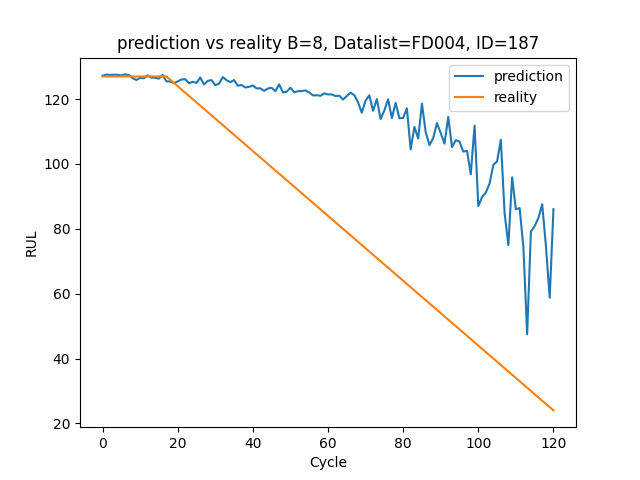 prediction vs reality B=8, Datalist=FD004, ID=187
prediction
reality
120
100
80
60
40
20
RUL
0 20 40 60 80 100 120
Cycle